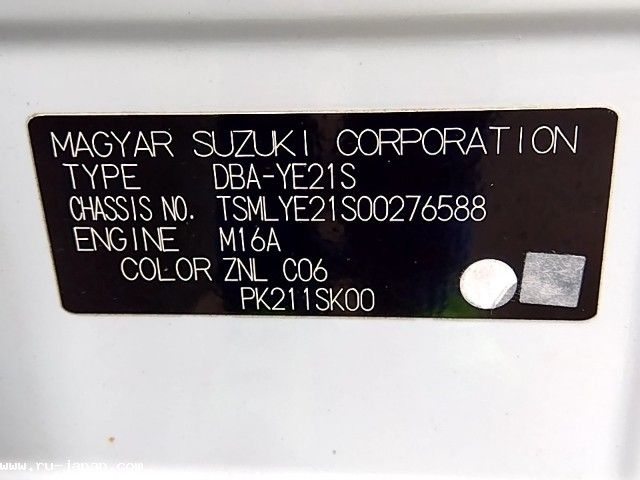 MAGYAR SUZUKI CORPORATION
TYPE DBA-YE21S
CHASSIS NO. TSMLYE21S00276588
ENGINE M16A
COLOR ZNL C06
PK211SK00
www.ru-japan.com